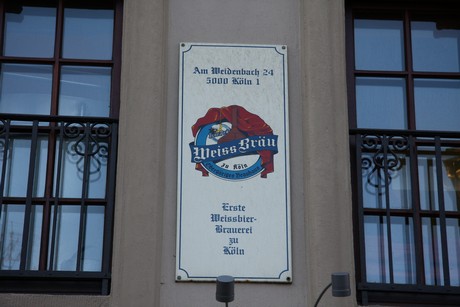 Am Weidenbach 24
5000 Köln 1
Weiss Bräu
zu Köln
Erste
Weissbier-
Brauerei
zu
Köln